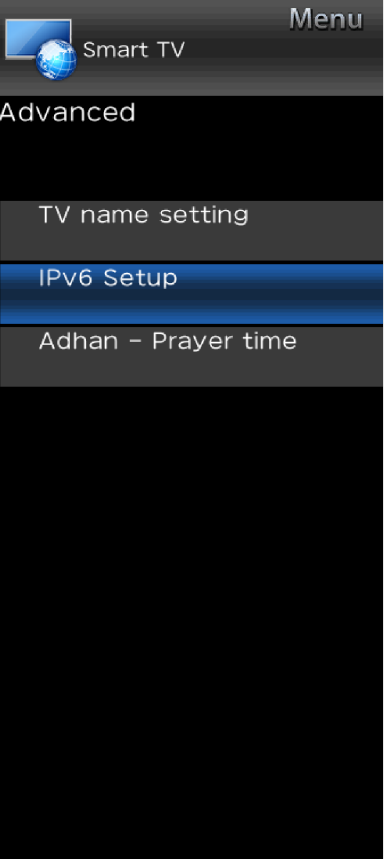 Menu
Smart TV
Advanced
TV name setting
IPv6 Setup
Adhan – Prayer time